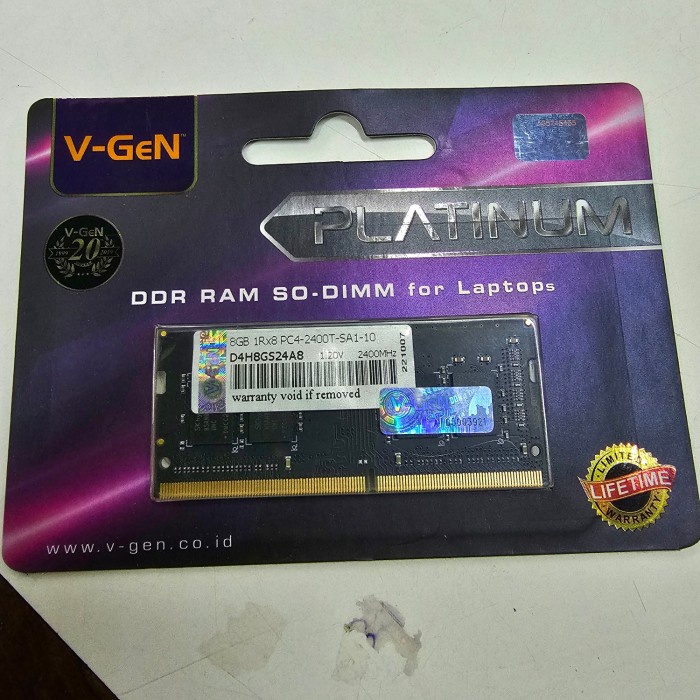 V-GeN™
PLATINUM
V-GeN
20
DDR RAM SO-DIMM for Laptops
8GB 1Rx8 PC4-2400T-SA1-10
D4H8GS24A8 1.20V 2400MHz
221007
warranty void if removed
V-GeN
LIMITED
LIFETIME
WARRANTY
www.v-gen.co.id